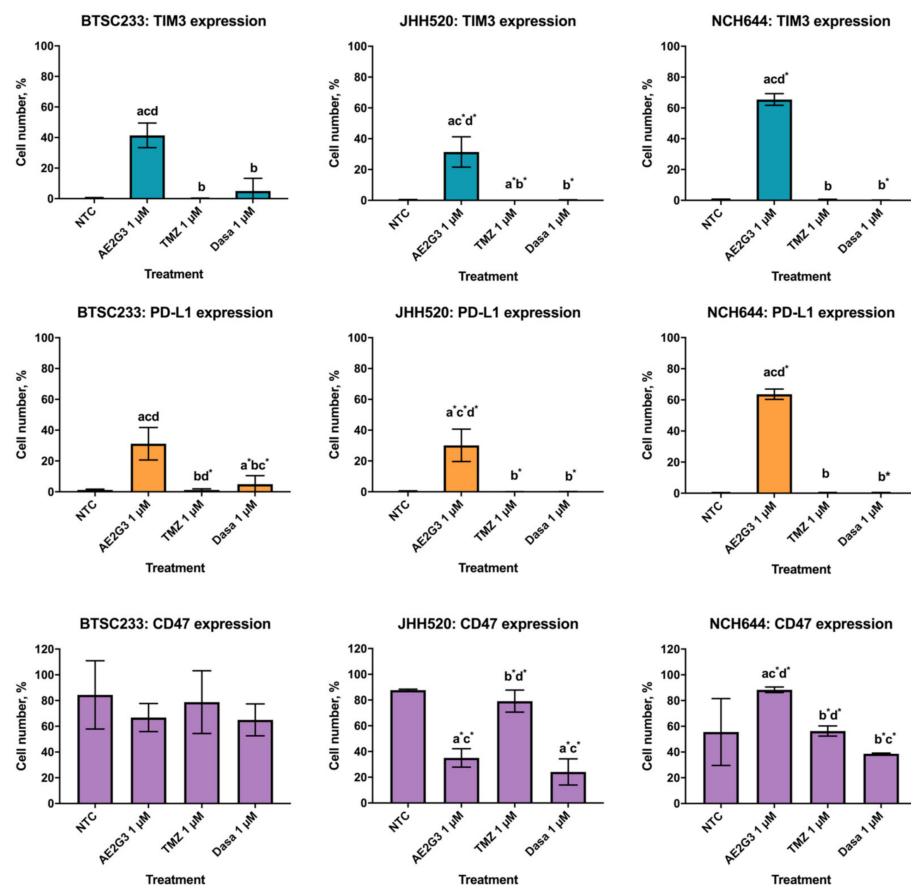 BTSC233: TIM3 expression
Cell number, %
100
80
60
40
20
0
acd
b
b
NTC
AE2G3 1 µM
TMZ 1 µM
Dasa 1 µM
Treatment
JHH520: TIM3 expression
Cell number, %
100
80
60
40
20
0
ac*d*
a*b*
b*
NTC
AE2G3 1 µM
TMZ 1 µM
Dasa 1 µM
Treatment
NCH644: TIM3 expression
Cell number, %
100
80
60
40
20
0
acd*
b
b*
NTC
AE2G3 1 µM
TMZ 1 µM
Dasa 1 µM
Treatment
BTSC233: PD-L1 expression
Cell number, %
100
80
60
40
20
0
acd
bd*
a*bc*
NTC
AE2G3 1 µM
TMZ 1 µM
Dasa 1 µM
Treatment
JHH520: PD-L1 expression
Cell number, %
100
80
60
40
20
0
a*c*d*
b*
b*
NTC
AE2G3 1 µM
TMZ 1 µM
Dasa 1 µM
Treatment
NCH644: PD-L1 expression
Cell number, %
100
80
60
40
20
0
acd*
b
b*
NTC
AE2G3 1 µM
TMZ 1 µM
Dasa 1 µM
Treatment
BTSC233: CD47 expression
Cell number, %
120
100
80
60
40
20
0
NTC
AE2G3 1 µM
TMZ 1 µM
Dasa 1 µM
Treatment
JHH520: CD47 expression
Cell number, %
120
100
80
60
40
20
0
a*c*
b*d*
a*c*
NTC
AE2G3 1 µM
TMZ 1 µM
Dasa 1 µM
Treatment
NCH644: CD47 expression
Cell number, %
120
100
80
60
40
20
0
ac*d*
b*d*
b*c*
NTC
AE2G3 1 µM
TMZ 1 µM
Dasa 1 µM
Treatment